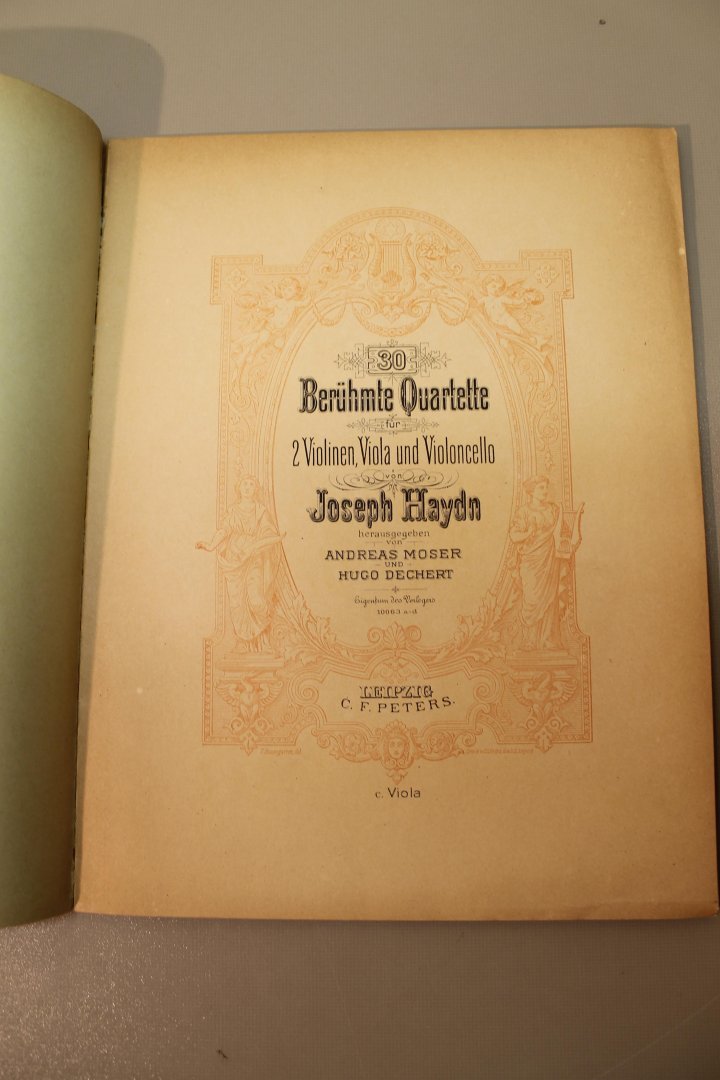 30
Berühmte Quartette
für
2 Violinen, Viola und Violoncello
von
Joseph Haydn
herausgegeben
von
ANDREAS MOSER
UND
HUGO DECHERT
Eigentum des Verlegers
10063 a-d
LEIPZIG
C. F. PETERS.
c. Viola